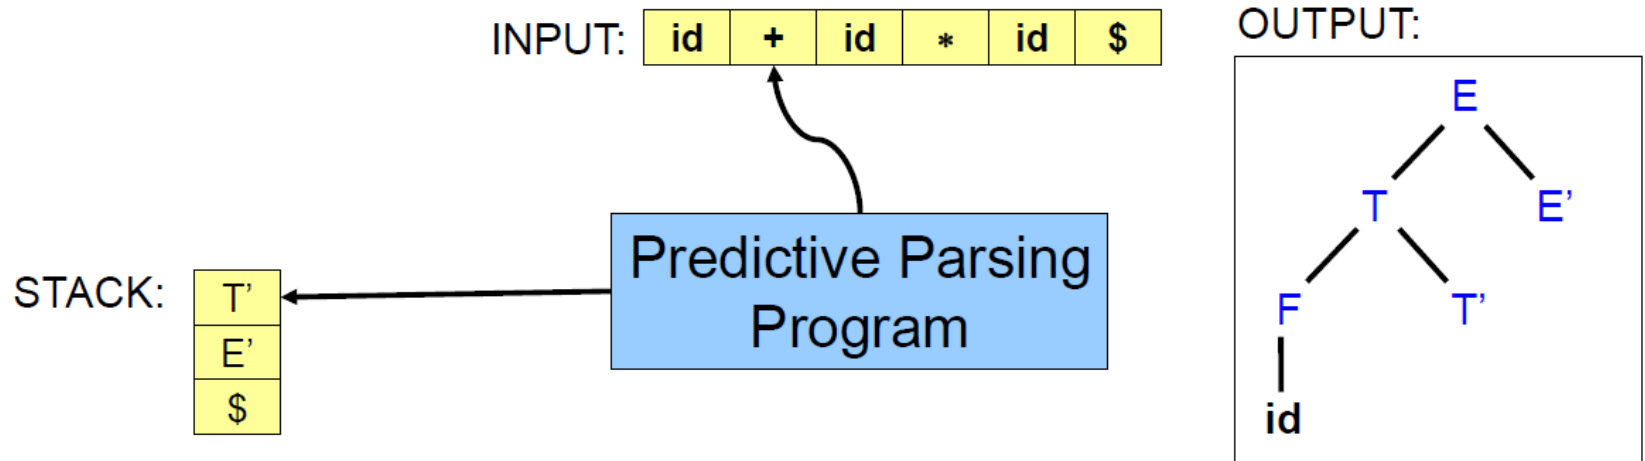 INPUT: id + id * id $
OUTPUT:
E
T E’
F T’
id
Predictive Parsing
Program
STACK: T’
E’
$